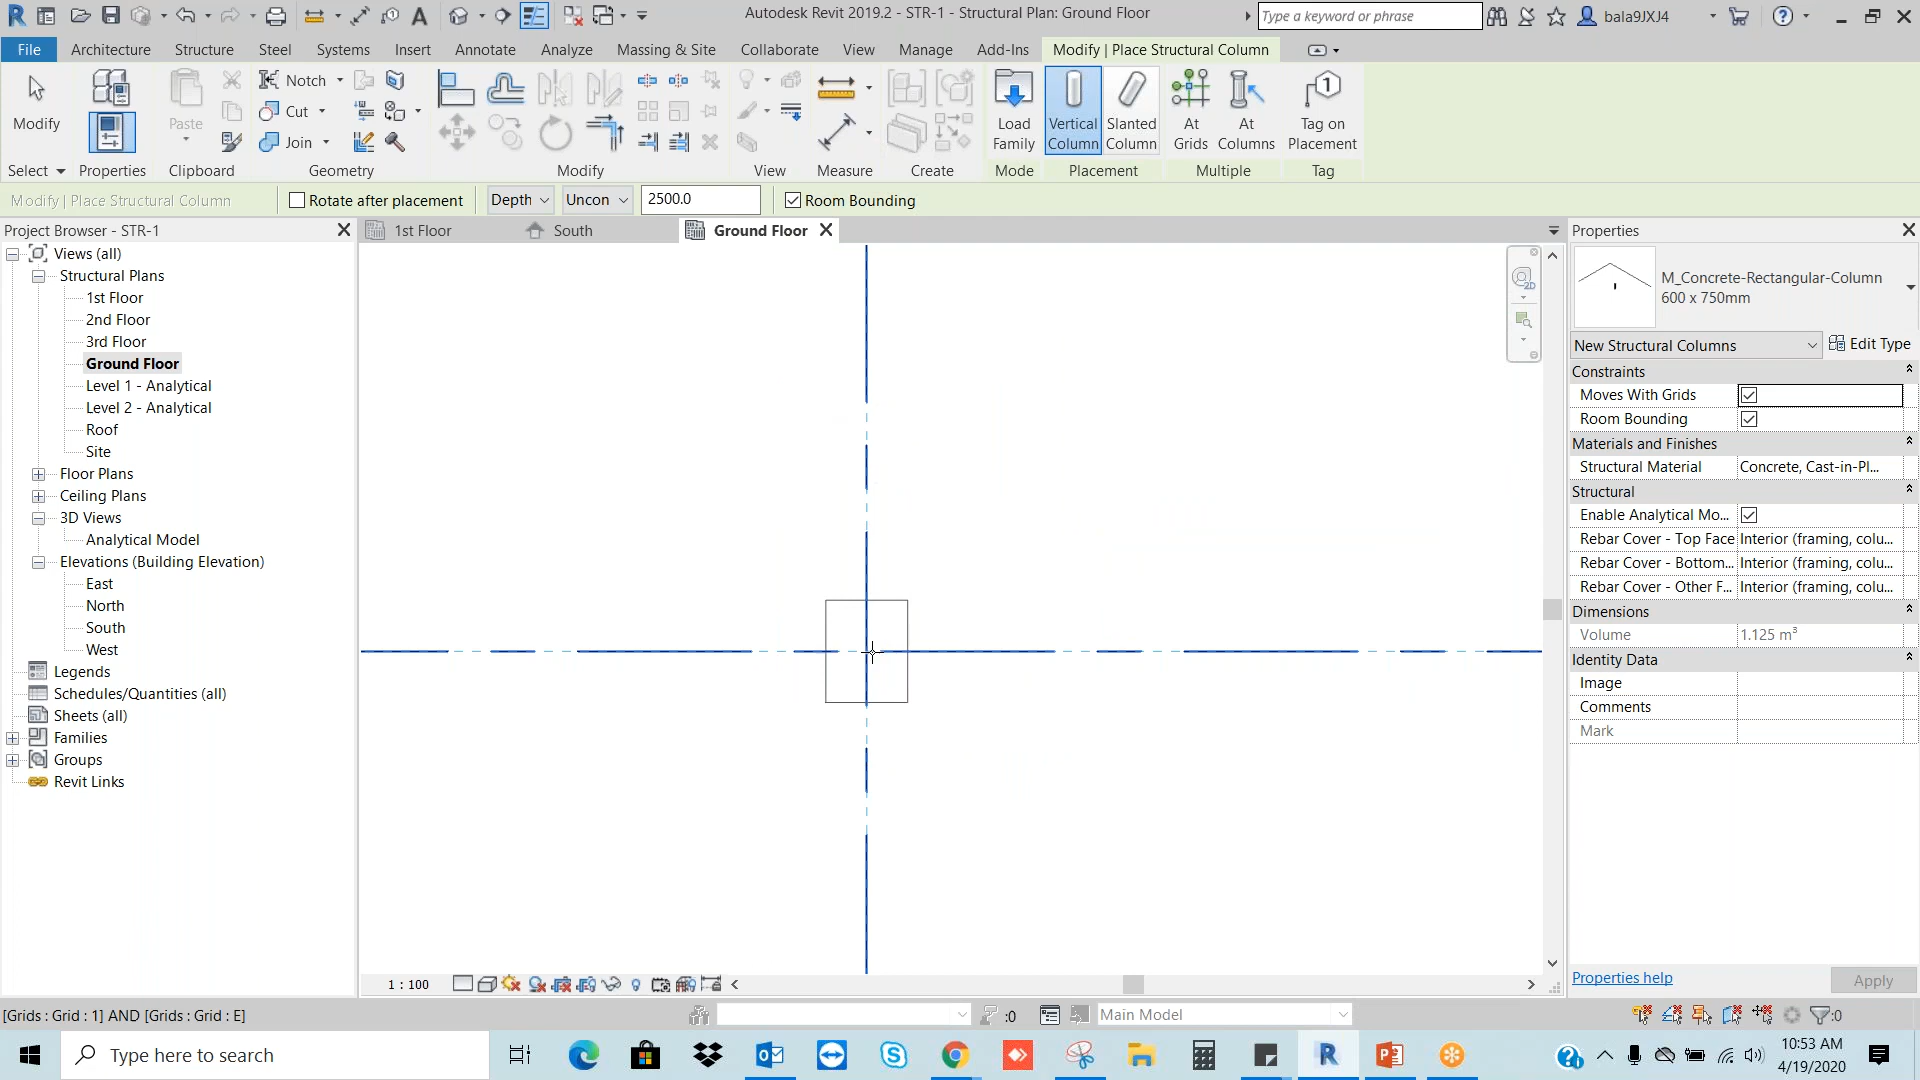 Autodesk Revit 2019.2 - STR-1 - Structural Plan: Ground Floor
Type a keyword or phrase
bala9JXJ4
File Architecture Structure Steel Systems Insert Annotate Analyze Massing & Site Collaborate View Manage Add-Ins Modify | Place Structural Column
Modify
Paste
Notch
Cut
Join
Load Family
Vertical Column
Slanted Column
At Grids
At Columns
Tag on Placement
Select Properties Clipboard Geometry Modify View Measure Create Mode Placement Multiple Tag
Modify | Place Structural Column
Rotate after placement
Depth
Uncon
2500.0
Room Bounding
Project Browser - STR-1
1st Floor
South
Ground Floor
Properties
Views (all)
Structural Plans
1st Floor
2nd Floor
3rd Floor
Ground Floor
Level 1 - Analytical
Level 2 - Analytical
Roof
Site
Floor Plans
Ceiling Plans
3D Views
Analytical Model
Elevations (Building Elevation)
East
North
South
West
Legends
Schedules/Quantities (all)
Sheets (all)
Families
Groups
Revit Links
2D
M_Concrete-Rectangular-Column
600 x 750mm
New Structural Columns
Edit Type
Constraints
Moves With Grids
Room Bounding
Materials and Finishes
Structural Material Concrete, Cast-in-Pl...
Structural
Enable Analytical Mo...
Rebar Cover - Top Face Interior (framing, colu...
Rebar Cover - Bottom... Interior (framing, colu...
Rebar Cover - Other F... Interior (framing, colu...
Dimensions
Volume 1.125 m³
Identity Data
Image
Comments
Mark
Properties help
Apply
1 : 100
[Grids : Grid : 1] AND [Grids : Grid : E]
:0
Main Model
:0
Type here to search
10:53 AM
4/19/2020